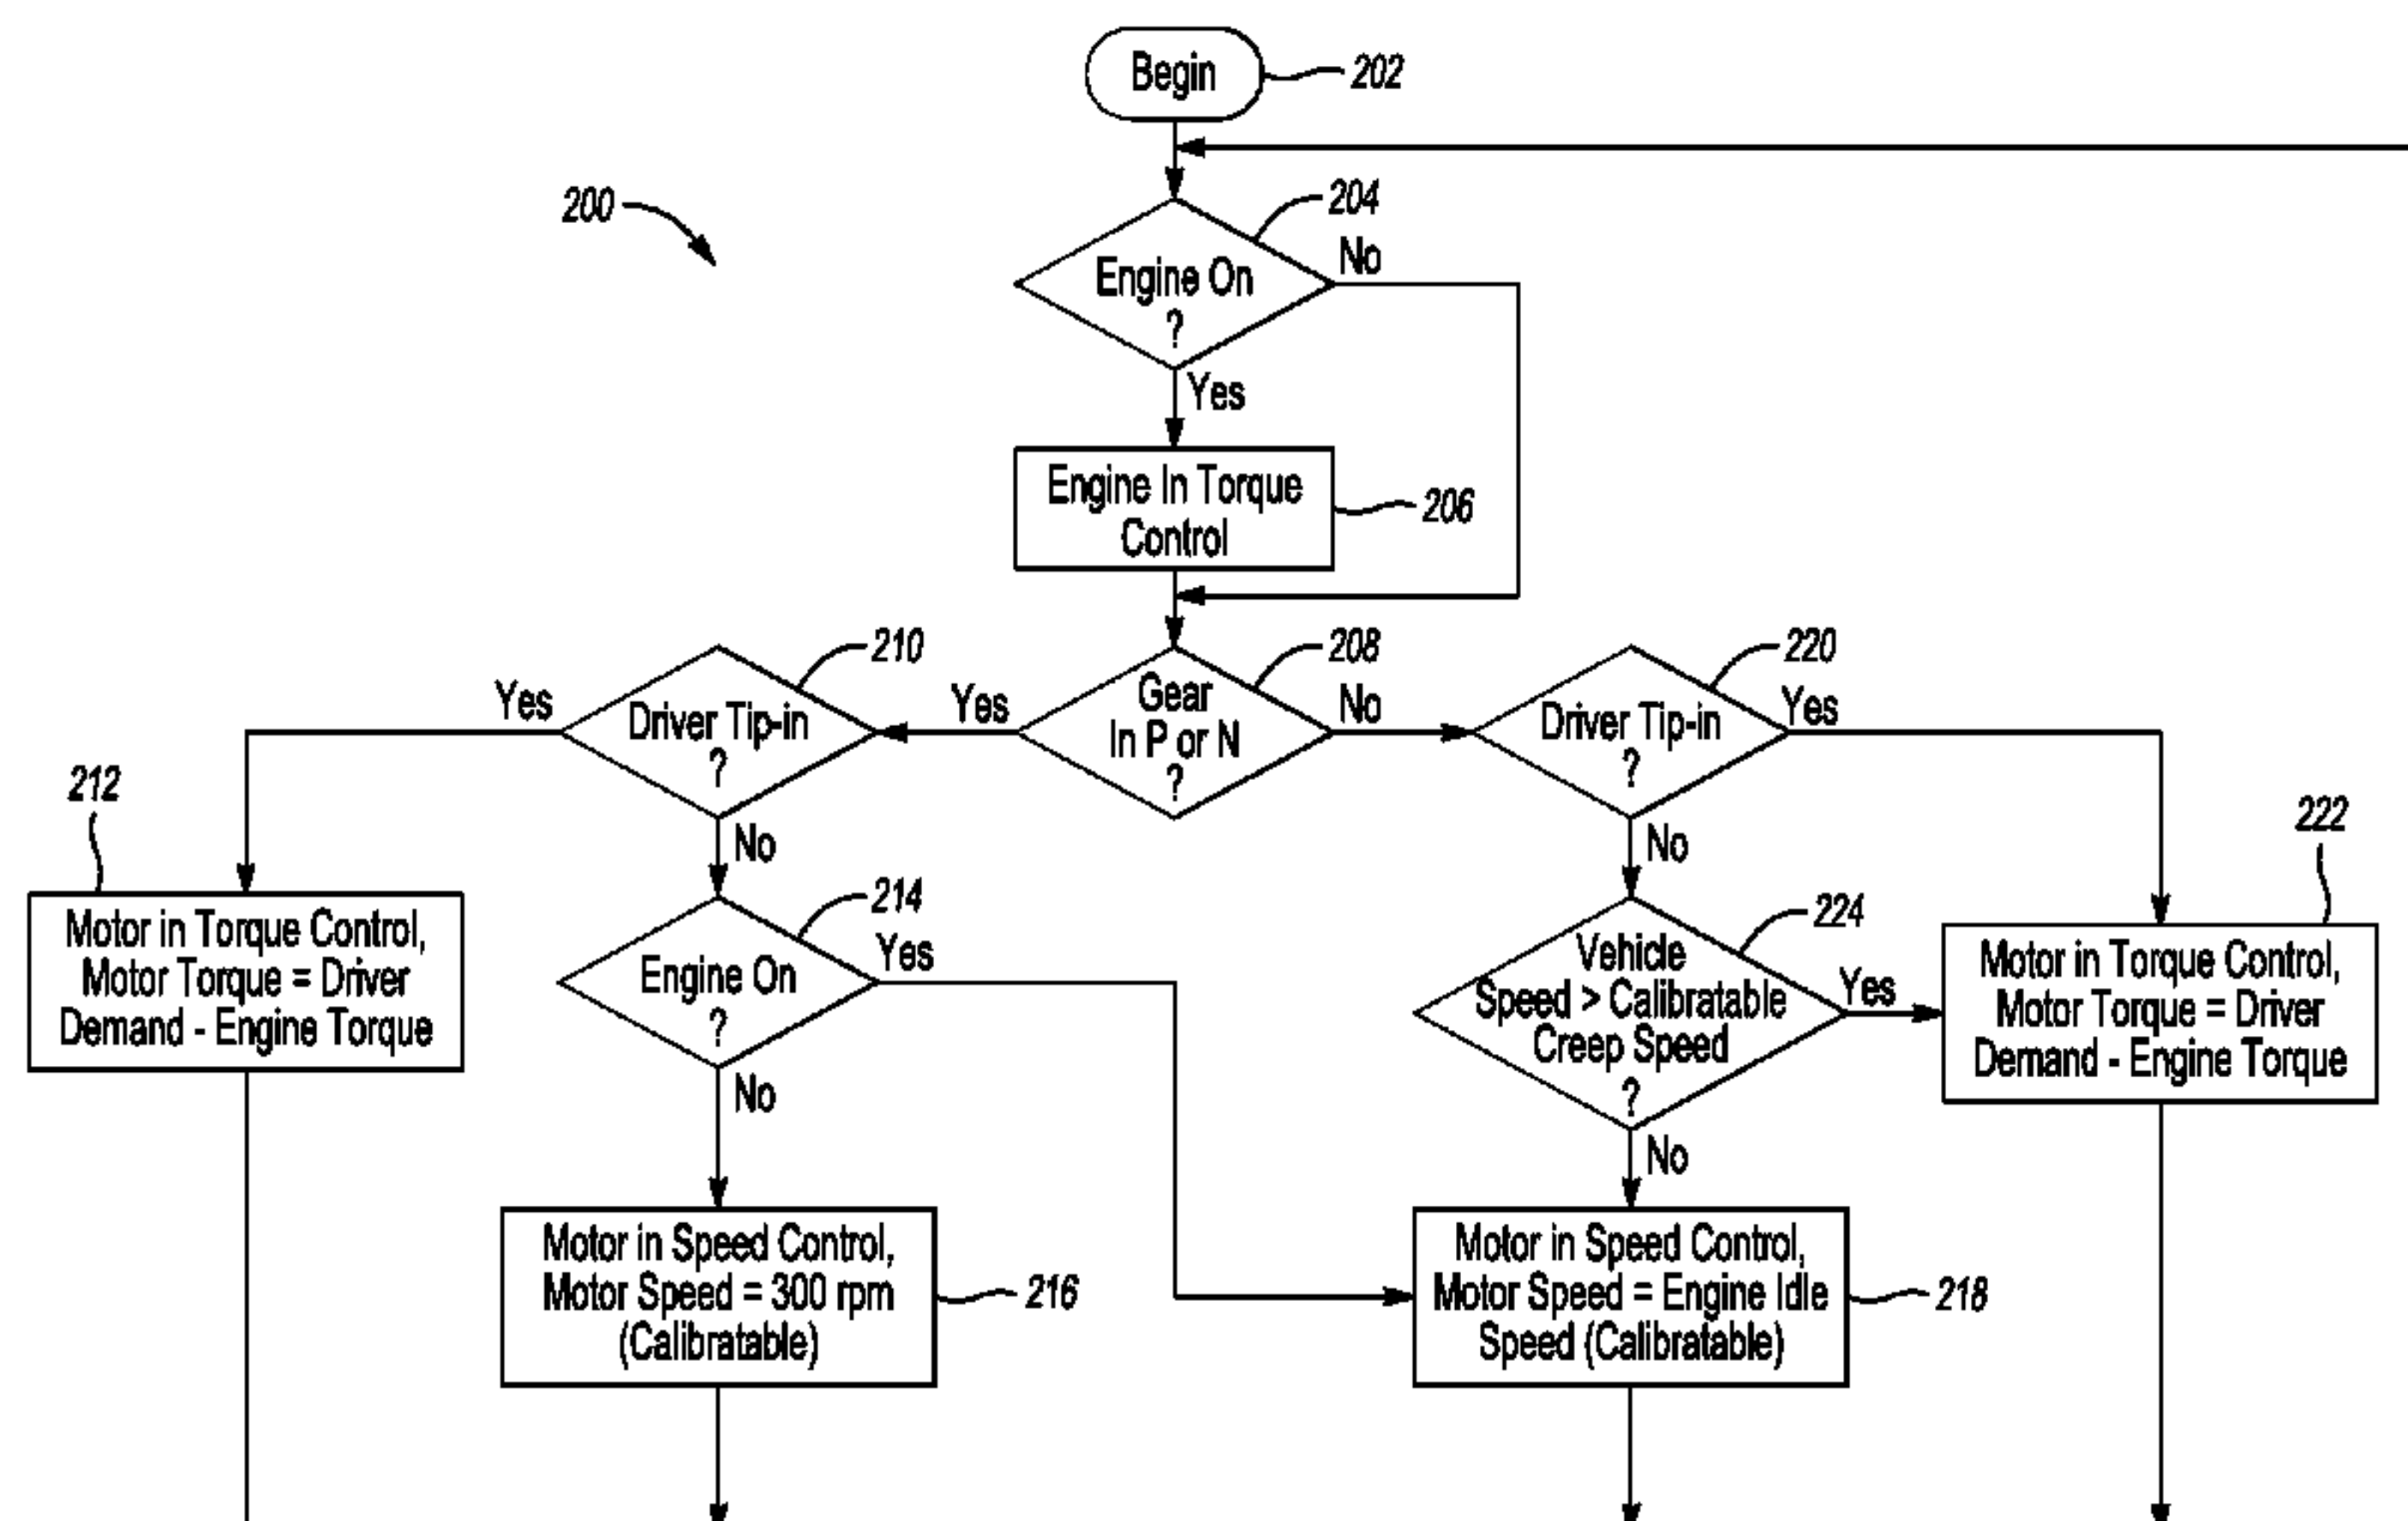 Begin
202
200
204
Engine On
?
No
Yes
Engine In Torque
Control
206
210
208
220
Yes
Driver Tip-in
?
Yes
Gear
In P or N
?
No
Driver Tip-in
?
Yes
212
No
No
222
214
224
Motor in Torque Control,
Motor Torque = Driver
Demand - Engine Torque
Engine On
?
Yes
Vehicle
Speed > Calibratable
Creep Speed
?
Yes
Motor in Torque Control,
Motor Torque = Driver
Demand - Engine Torque
No
No
Motor in Speed Control,
Motor Speed = 300 rpm
(Calibratable)
216
Motor in Speed Control,
Motor Speed = Engine Idle
Speed (Calibratable)
218